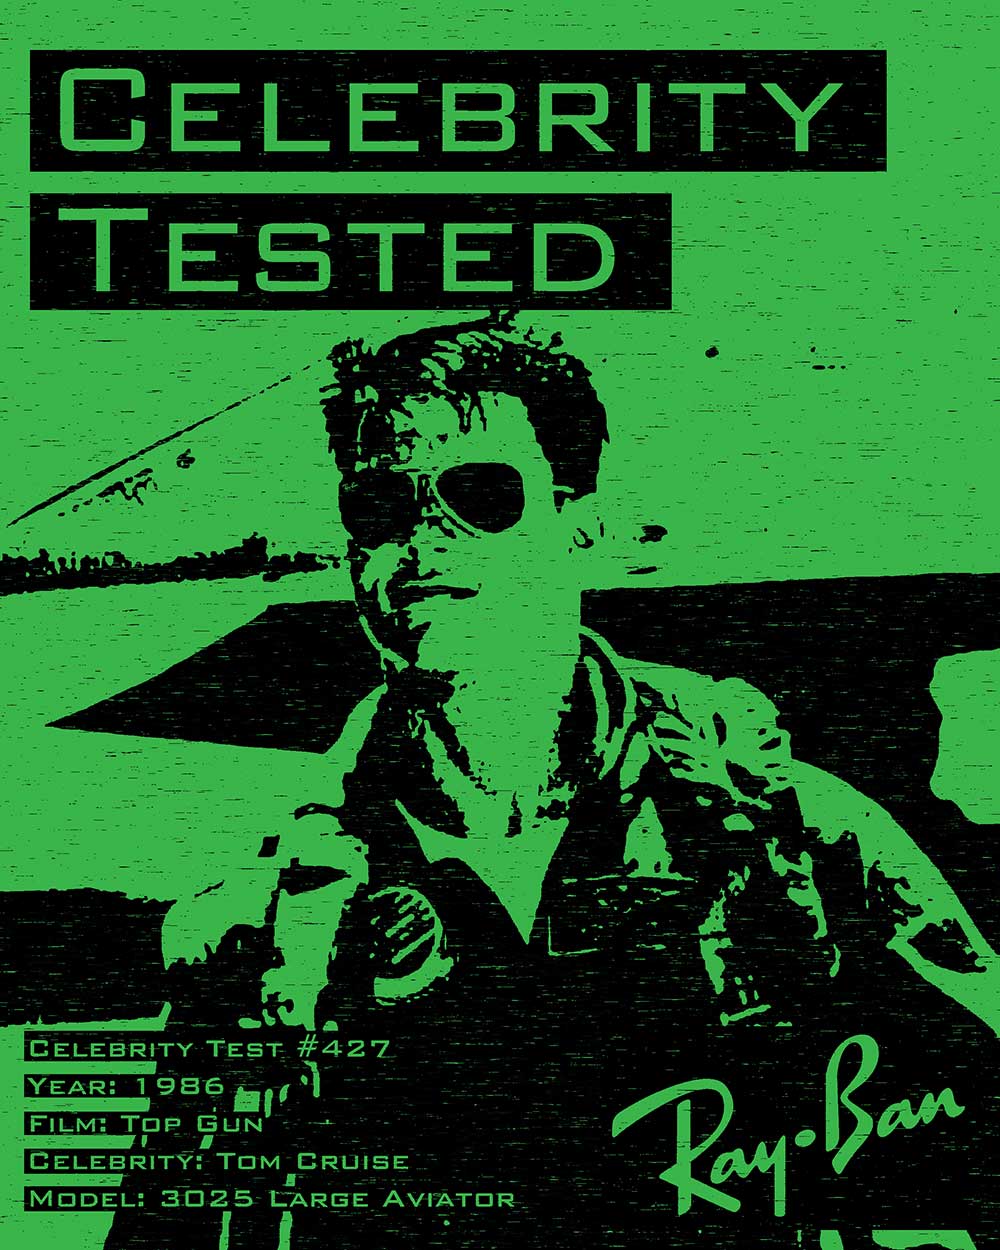 Celebrity
Tested
Celebrity Test #427
Year: 1986
Film: Top Gun
Celebrity: Tom Cruise
Model: 3025 Large Aviator
Ray-Ban